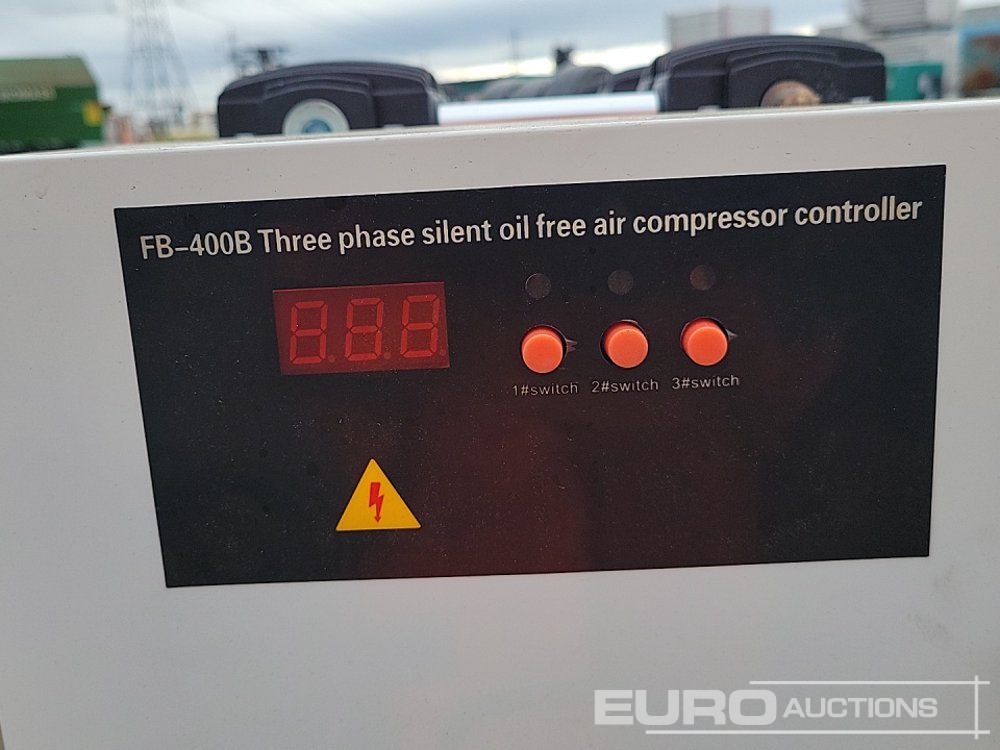 FB-400B Three phase silent oil free air compressor controller
1#switch 2#switch 3#switch
EURO AUCTIONS